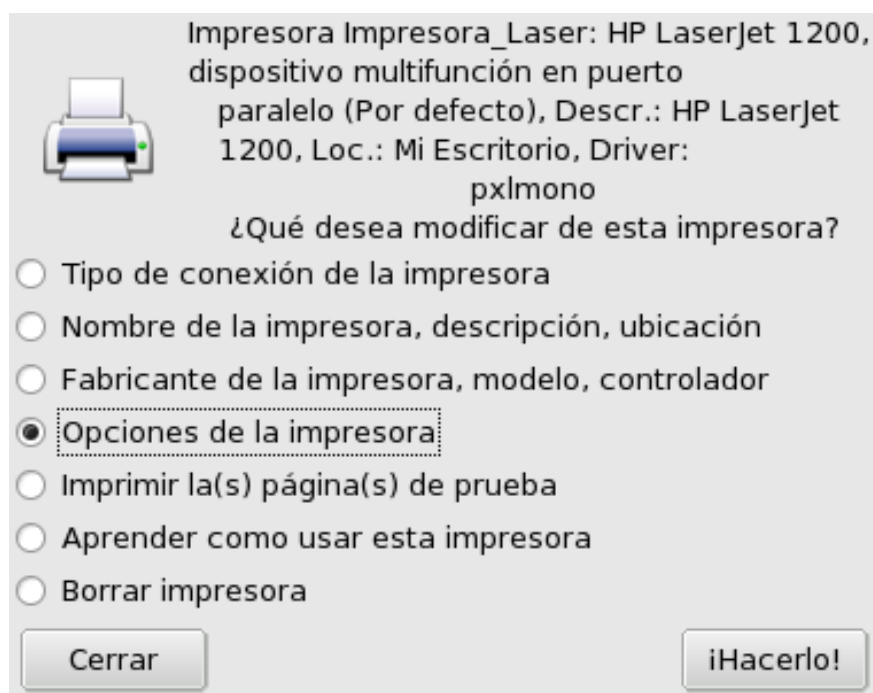 Impresora Impresora_Laser: HP LaserJet 1200,
dispositivo multifunción en puerto
paralelo (Por defecto), Descr.: HP LaserJet
1200, Loc.: Mi Escritorio, Driver:
pxlmono
¿Qué desea modificar de esta impresora?
Tipo de conexión de la impresora
Nombre de la impresora, descripción, ubicación
Fabricante de la impresora, modelo, controlador
Opciones de la impresora
Imprimir la(s) página(s) de prueba
Aprender como usar esta impresora
Borrar impresora
Cerrar
¡Hacerlo!